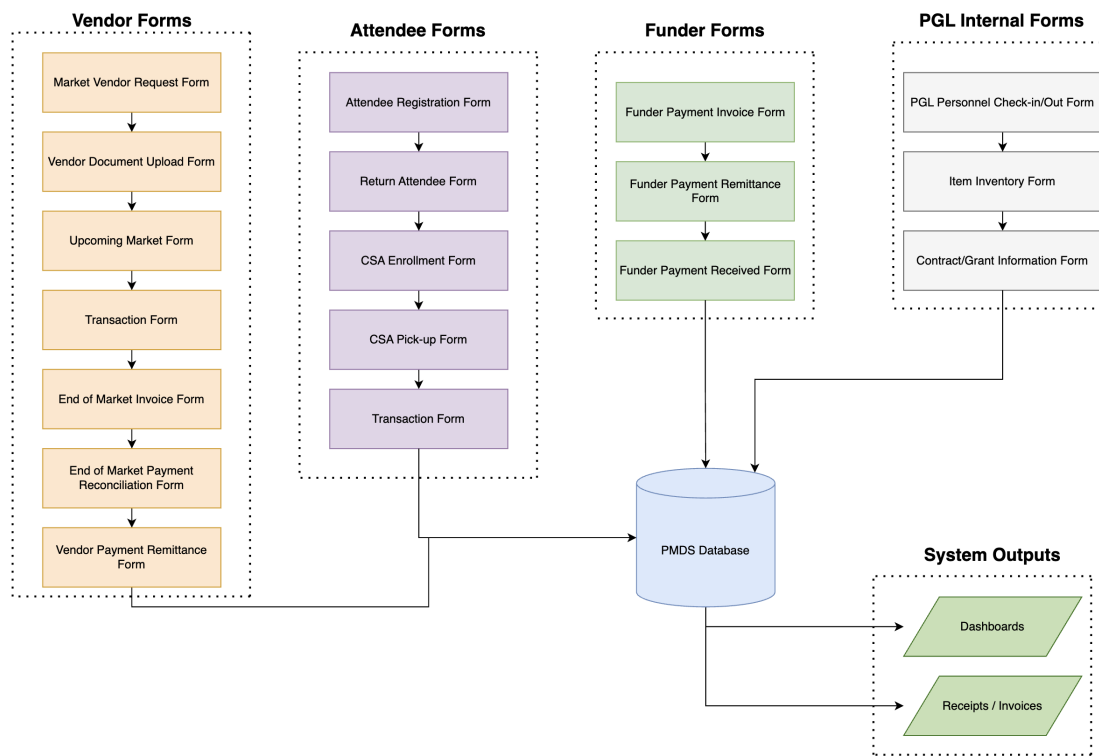 Vendor Forms
Market Vendor Request Form
Vendor Document Upload Form
Upcoming Market Form
Transaction Form
End of Market Invoice Form
End of Market Payment
Reconciliation Form
Vendor Payment Remittance
Form
Attendee Forms
Attendee Registration Form
Return Attendee Form
CSA Enrollment Form
CSA Pick-up Form
Transaction Form
Funder Forms
Funder Payment Invoice Form
Funder Payment Remittance
Form
Funder Payment Received Form
PGL Internal Forms
PGL Personnel Check-in/Out Form
Item Inventory Form
Contract/Grant Information Form
PMDS Database
System Outputs
Dashboards
Receipts / Invoices